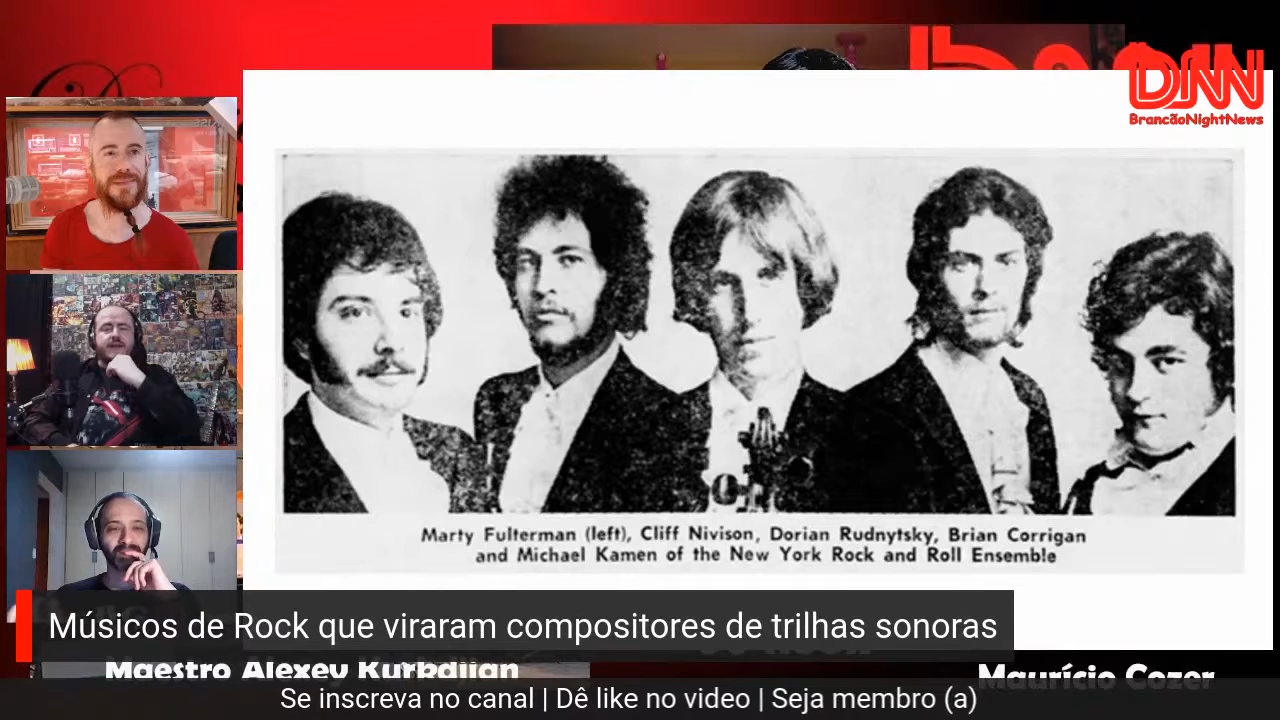 DNN
BrancãoNightNews
Marty Fulterman (left), Cliff Nivison, Dorian Rudnytsky, Brian Corrigan
and Michael Kamen of the New York Rock and Roll Ensemble
Músicos de Rock que viraram compositores de trilhas sonoras
Maestro Alexey Kurkdjian
Maurício Cozer
Se inscreva no canal | Dê like no video | Seja membro (a)